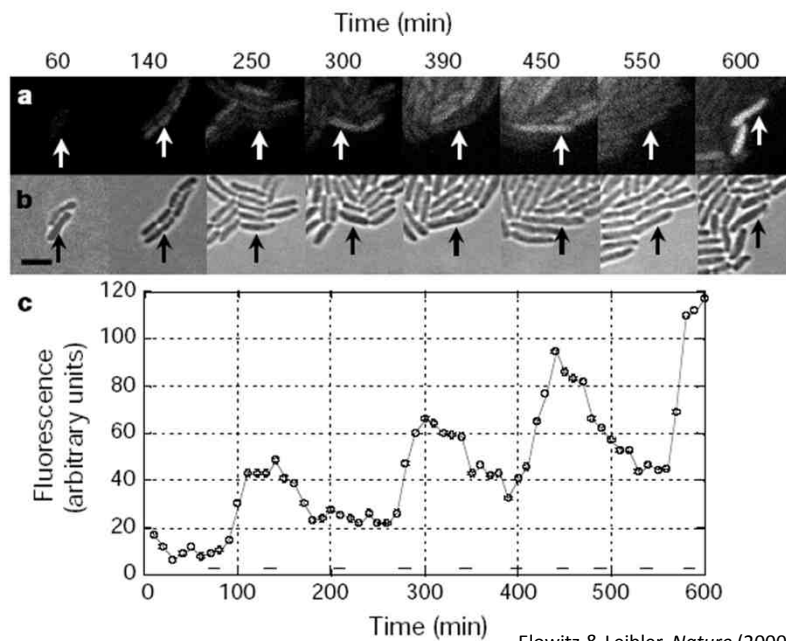 Time (min)
60 140 250 300 390 450 550 600
a
b
c
120
100
80
60
40
20
0
Fluorescence
(arbitrary units)
0 100 200 300 400 500 600
Time (min)
Elowitz & Leibler, Nature (2000